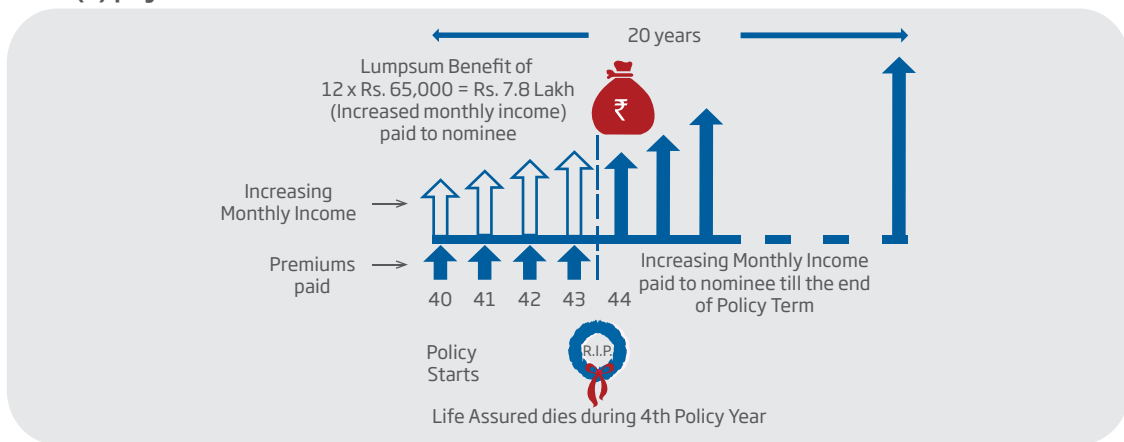 20 years
Lumpsum Benefit of
12 x Rs. 65,000 = Rs. 7.8 Lakh
(Increased monthly income)
paid to nominee
₹
Increasing
Monthly Income
Premiums
paid
40 41 42 43 44
Increasing Monthly Income
paid to nominee till the end
of Policy Term
Policy
Starts
R.I.P.
Life Assured dies during 4th Policy Year